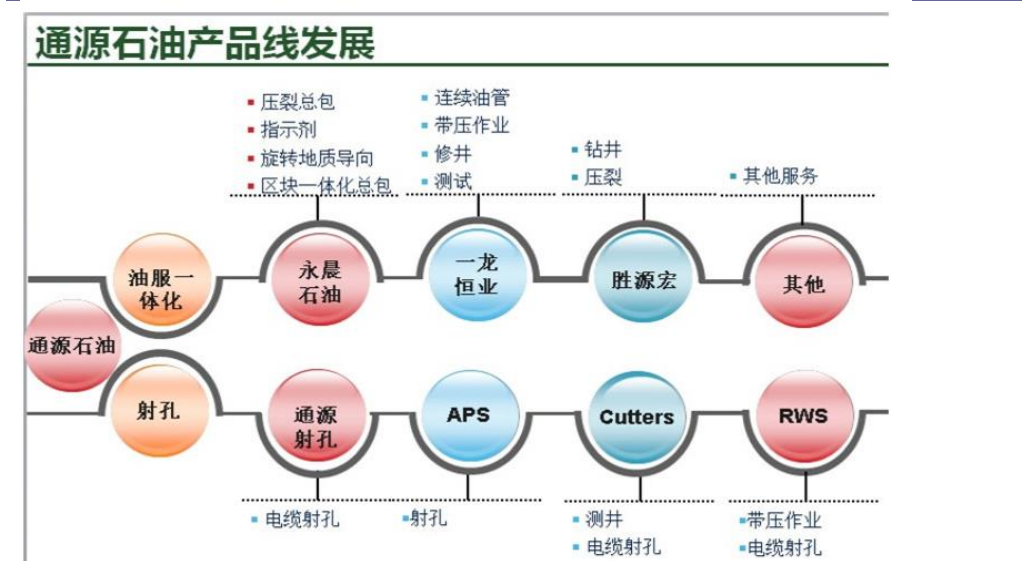 通源石油产品线发展
▪ 压裂总包
▪ 指示剂
▪ 旋转地质导向
▪ 区块一体化总包
▪ 连续油管
▪ 带压作业
▪ 修井
▪ 测试
▪ 钻井
▪ 压裂
▪ 其他服务
油服一
体化
永晨
石油
一龙
恒业
胜源宏
其他
通源石油
射孔
通源
射孔
APS
Cutters
RWS
▪ 电缆射孔
▪射孔
▪ 测井
▪ 电缆射孔
▪带压作业
▪电缆射孔